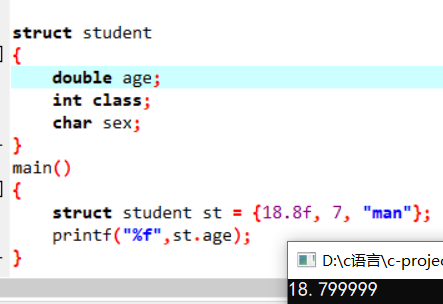 struct student
{
double age;
int class;
char sex;
}
main()
{
struct student st = {18.8f, 7, "man"};
printf("%f",st.age);
}
D:\c语言\c-projec
18.799999